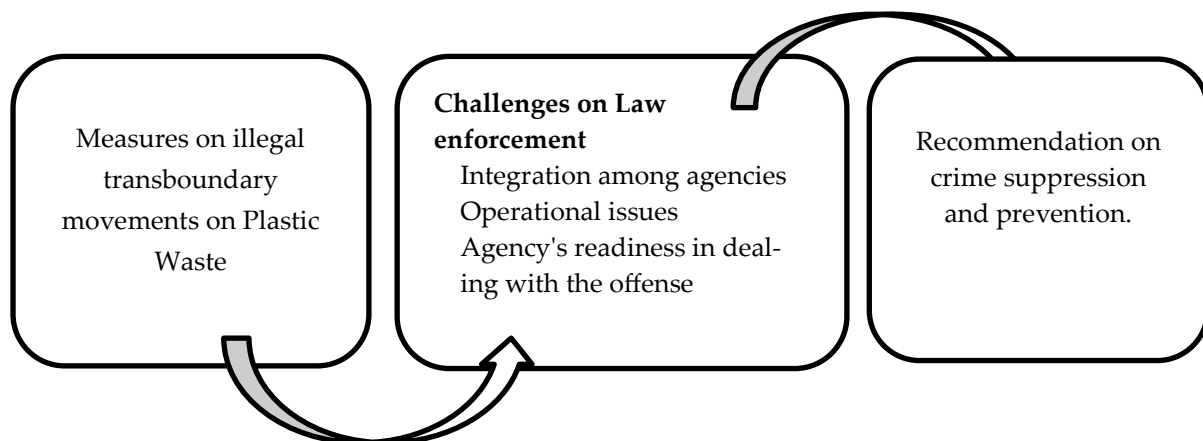 Measures on illegal
transboundary
movements on Plastic
Waste
Challenges on Law
enforcement
Integration among agencies
Operational issues
Agency's readiness in deal-
ing with the offense
Recommendation on
crime suppression
and prevention.